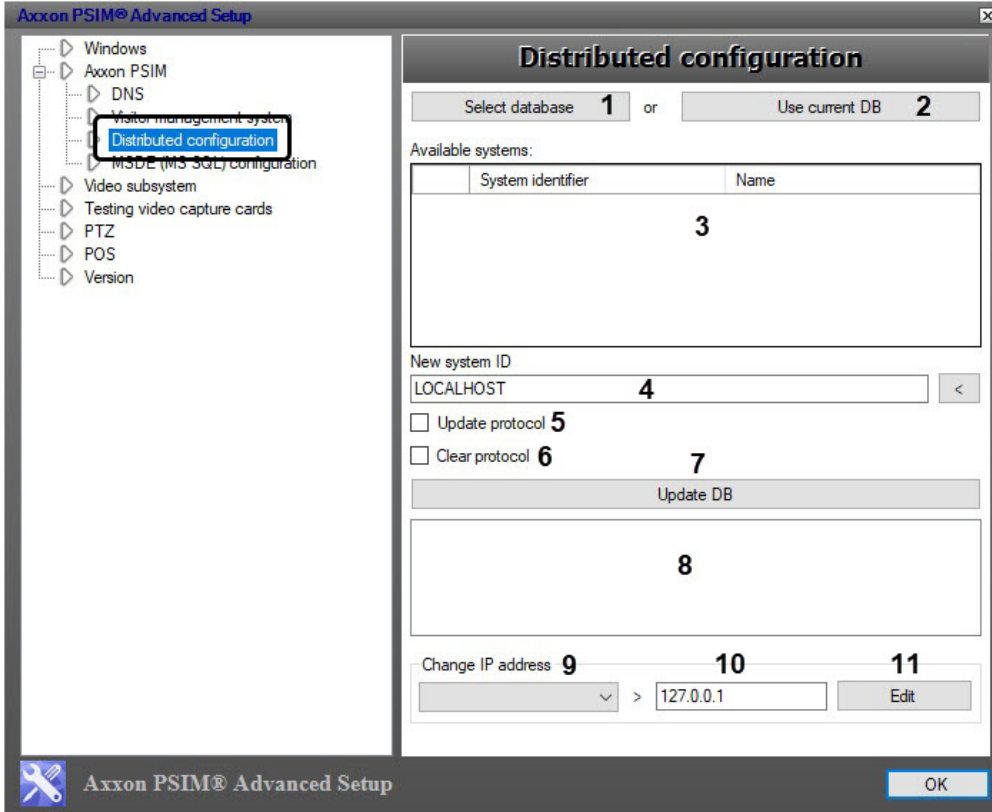 Axxon PSIM® Advanced Setup
Windows
Axxon PSIM
DNS
Visitor management system
Distributed configuration
MSDE (MS SQL) configuration
Video subsystem
Testing video capture cards
PTZ
POS
Version
Distributed configuration
Select database 1 or Use current DB 2
Available systems:
System identifier Name
3
New system ID
LOCALHOST 4 <
Update protocol 5
Clear protocol 6
7
Update DB
8
Change IP address 9 10 11
> 127.0.0.1 Edit
Axxon PSIM® Advanced Setup
OK